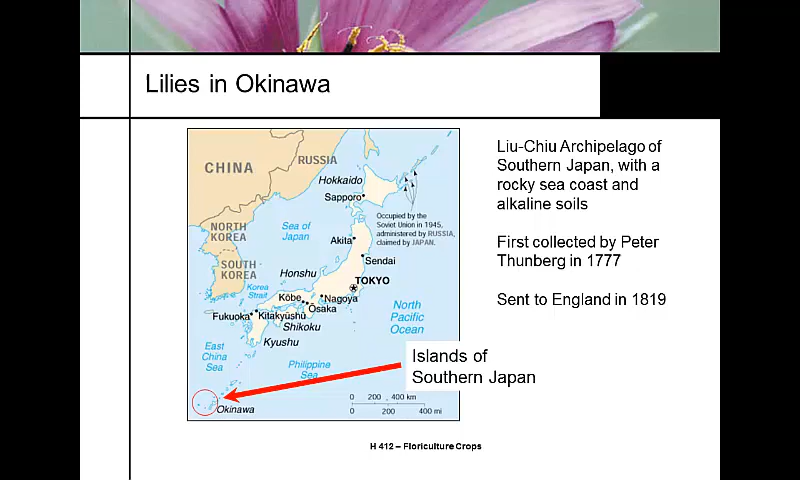 Lilies in Okinawa
Liu-Chiu Archipelago of
Southern Japan, with a
rocky sea coast and
alkaline soils
First collected by Peter
Thunberg in 1777
Sent to England in 1819
CHINA
RUSSIA
Hokkaido
Sapporo
Occupied by the
Soviet Union in 1945,
administered by RUSSIA,
claimed by JAPAN.
NORTH
KOREA
Sea of
Japan
Akita
Sendai
SOUTH
KOREA
Honshu
TOKYO
Korea
Strait
Kōbe
Nagoya
Ōsaka
North
Pacific
Ocean
Fukuoka
Kitakyushū
Shikoku
Kyushu
East
China
Sea
Philippine
Sea
Islands of
Southern Japan
Okinawa
0 200 400 km
0 200 400 mi
H 412 – Floriculture Crops